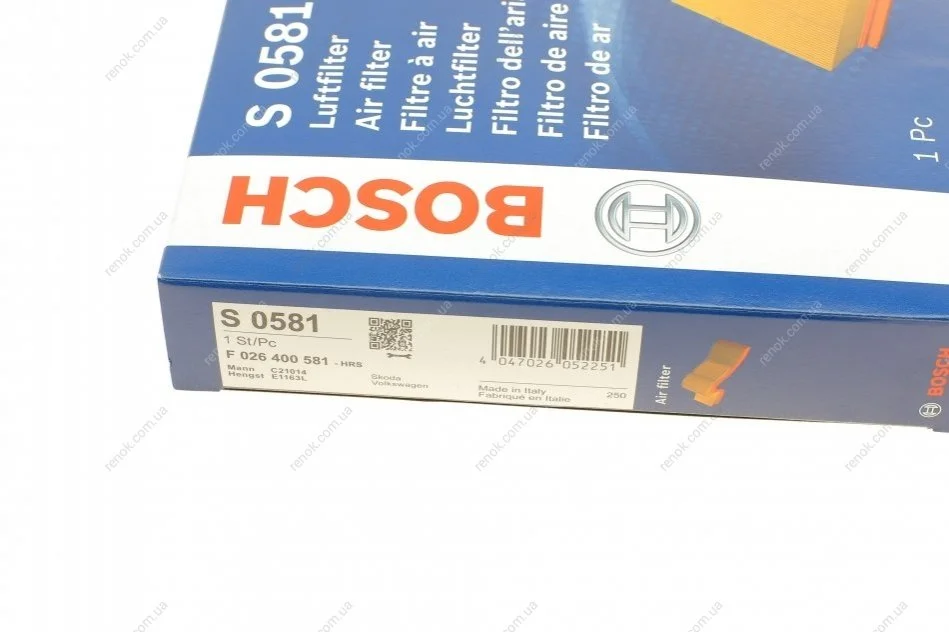 S 0581
Luftfilter
Air filter
Filtre à air
Luchtfilter
Filtro dell'ari
Filtro de aire
Filtro de ar
1 Pc
BOSCH
S 0581
1 St/Pc
F 026 400 581 - HRS
Mann C21014
Hengst E1163L
Skoda
Volkswagen
4 047026 052251
Made in Italy
Fabriqué en Italie
250
Air filter
BOSCH
renok.com.ua